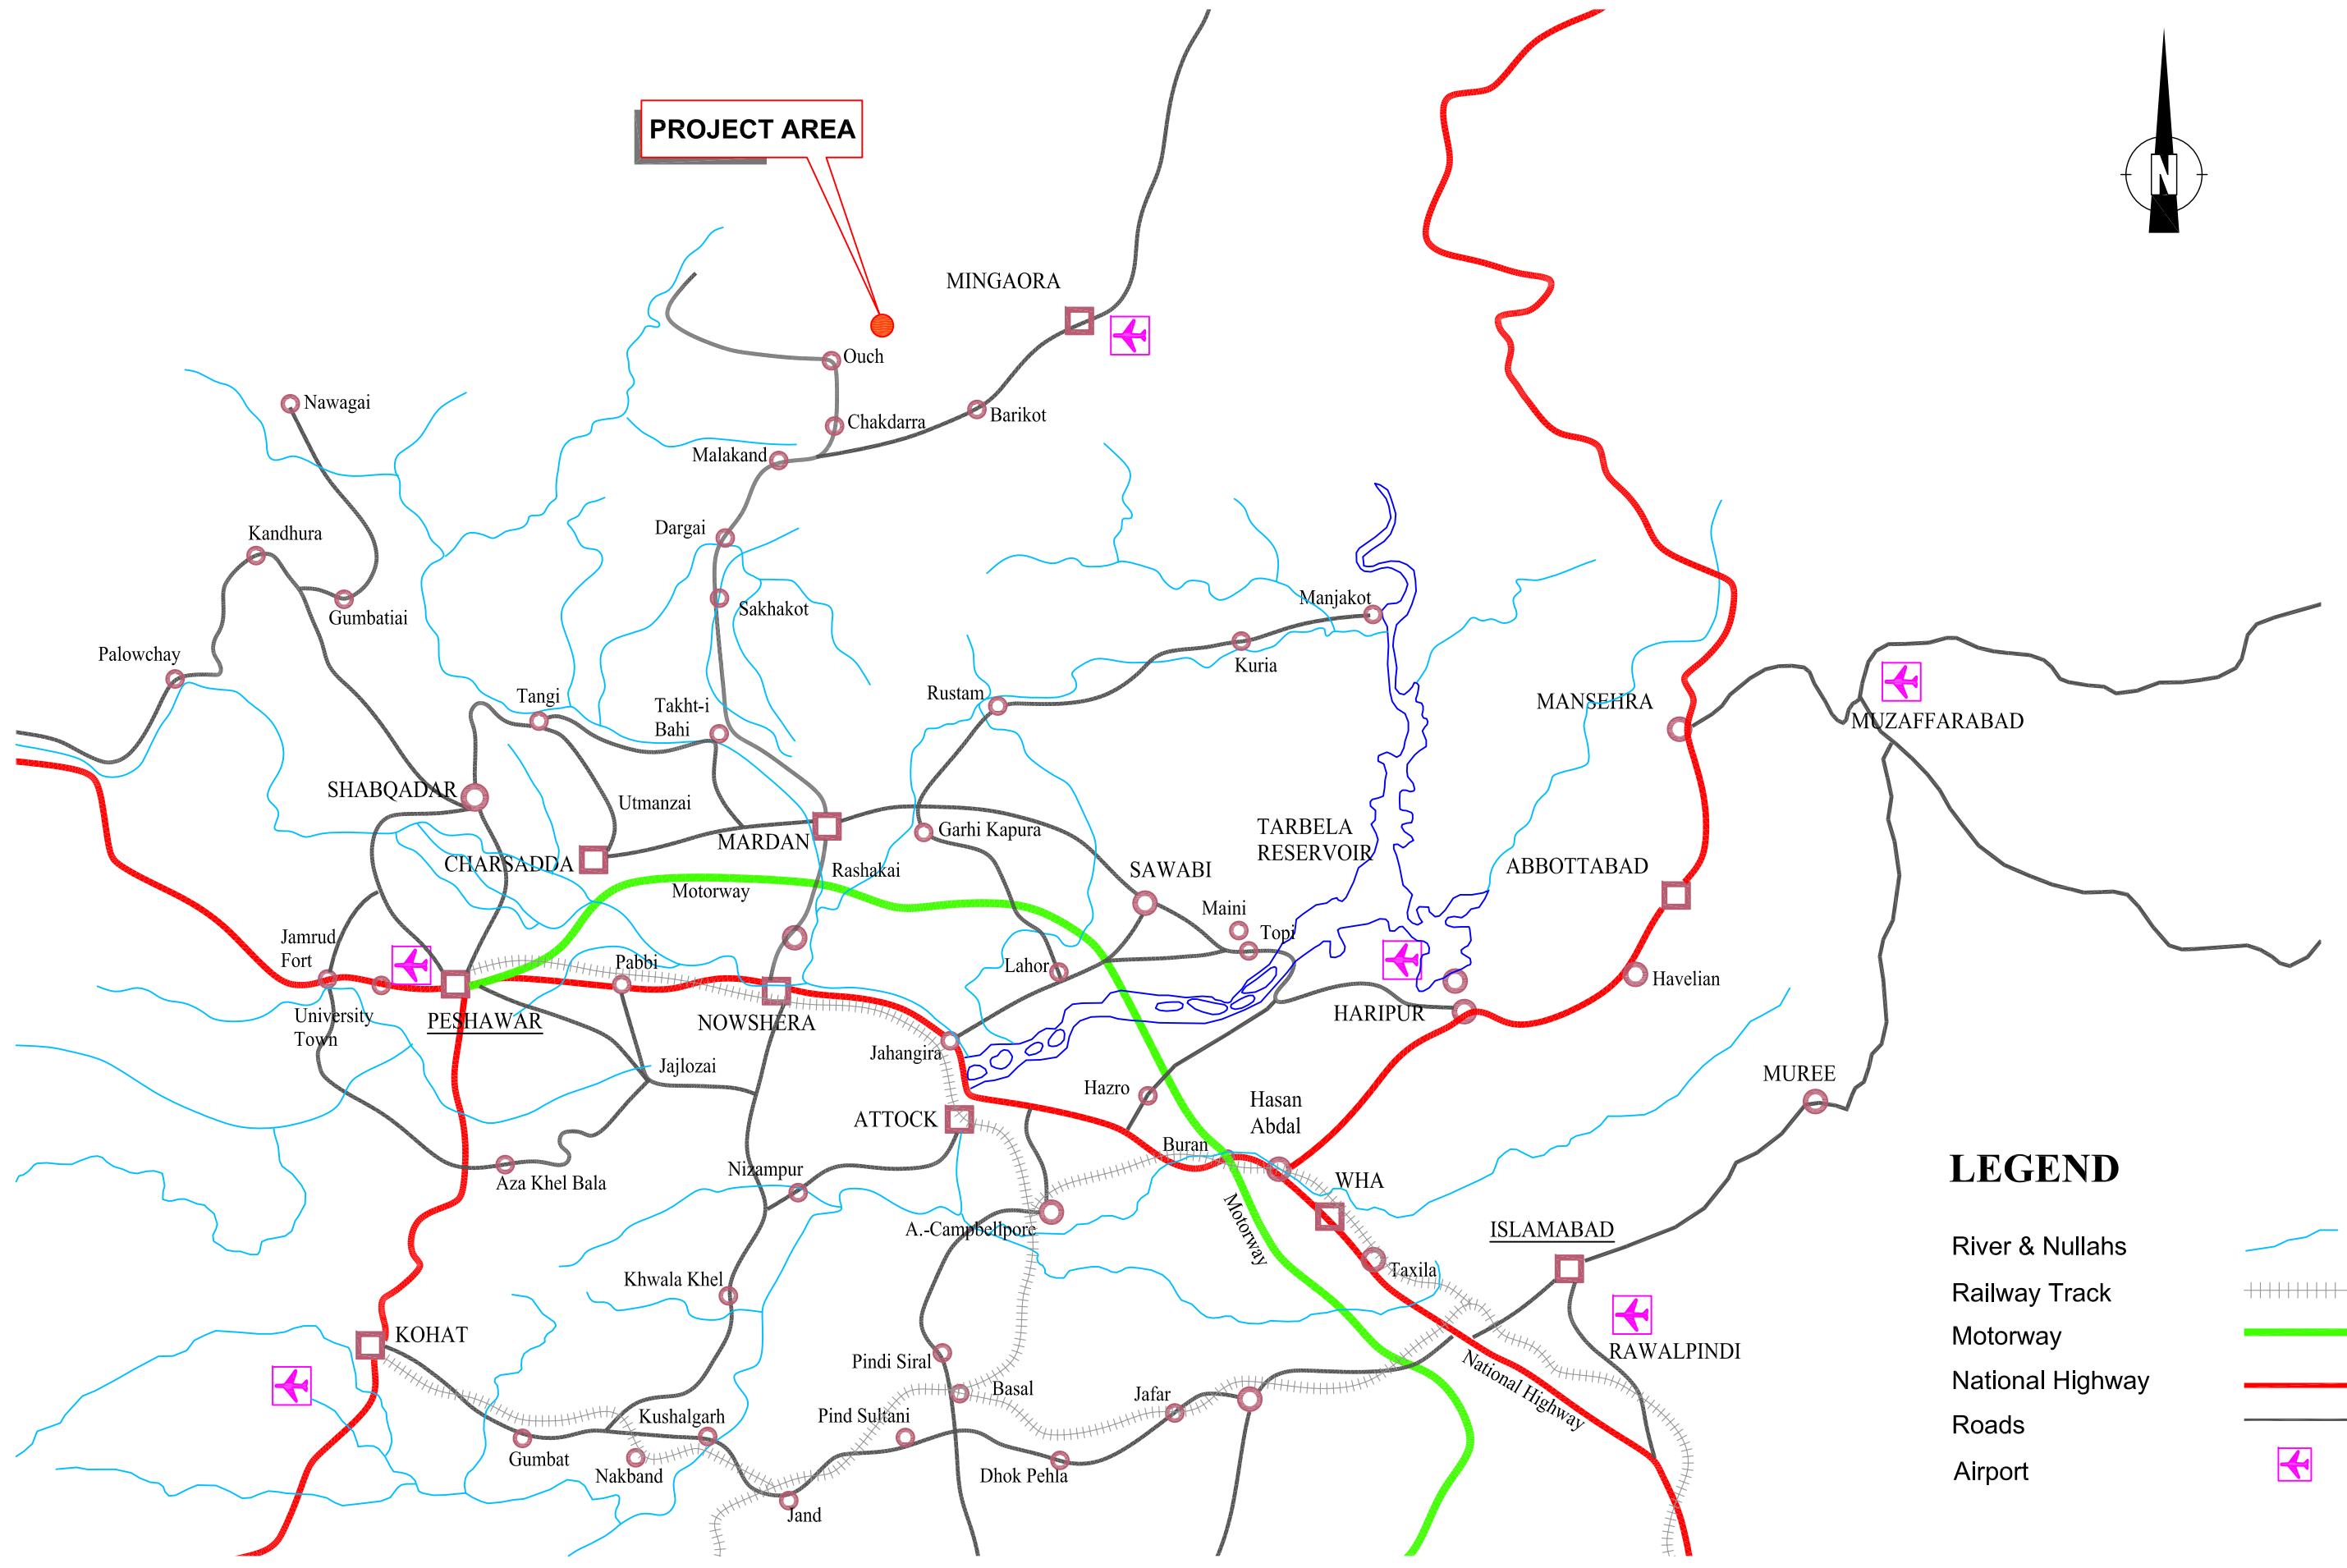 PROJECT AREA
N
MINGAORA
Ouch
Nawagai
Chakdarra
Barikot
Malakand
Dargai
Kandhura
Manjakot
Sakhakot
Gumbatiai
Palowchay
Kuria
Rustam
Tangi
Takht-i
Bahi
MANSEHRA
MUZAFFARABAD
SHABQADAR
Utmanzai
MARDAN
Garhi Kapura
TARBELA
RESERVOIR
CHARSADDA
Rashakai
SAWABI
ABBOTTABAD
Motorway
Maini
Topi
Jamrud
Fort
Pabbi
Lahor
Havelian
University
Town
PESHAWAR
NOWSHERA
HARIPUR
Jahangira
Jajlozai
Hazro
MUREE
Hasan
Abdal
ATTOCK
Buran
Nizampur
Aza Khel Bala
WHA
LEGEND
A.-Campbellpore
Motorway
ISLAMABAD
River & Nullahs
Khwala Khel
Taxila
Railway Track
KOHAT
Motorway
Pindi Siral
RAWALPINDI
National Highway
National Highway
Basal
Jafar
Kushalgarh
Pind Sultani
Roads
Gumbat
Nakband
Dhok Pehla
Airport
Jand